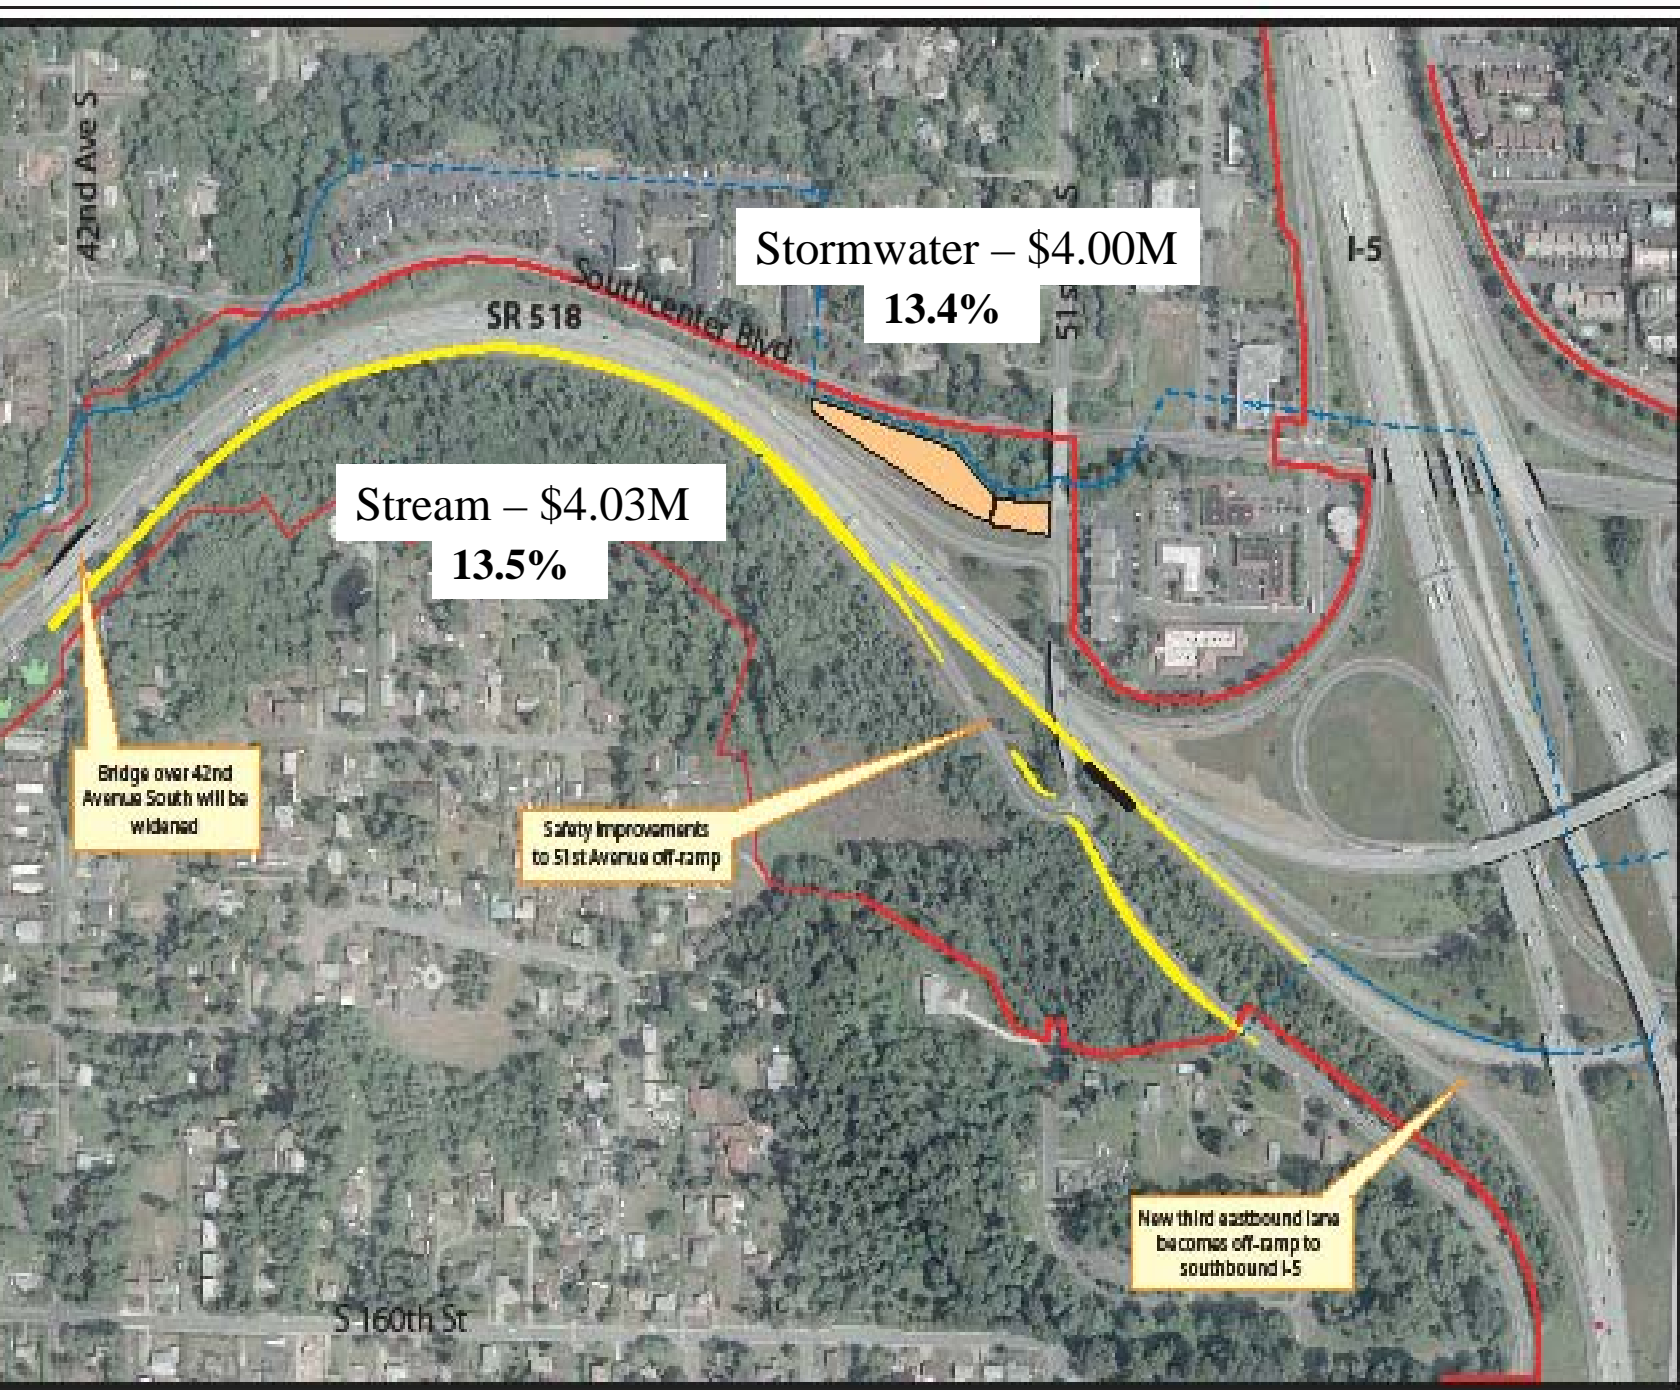 42nd Ave S
Stormwater – $4.00M
13.4%
I-5
Southcenter Blvd
SR 518
Stream – $4.03M
13.5%
Bridge over 42nd
Avenue South will be
widened
Safety improvements
to 51st Avenue off-ramp
New third eastbound lane
becomes off-ramp to
southbound I-5
S 160th St